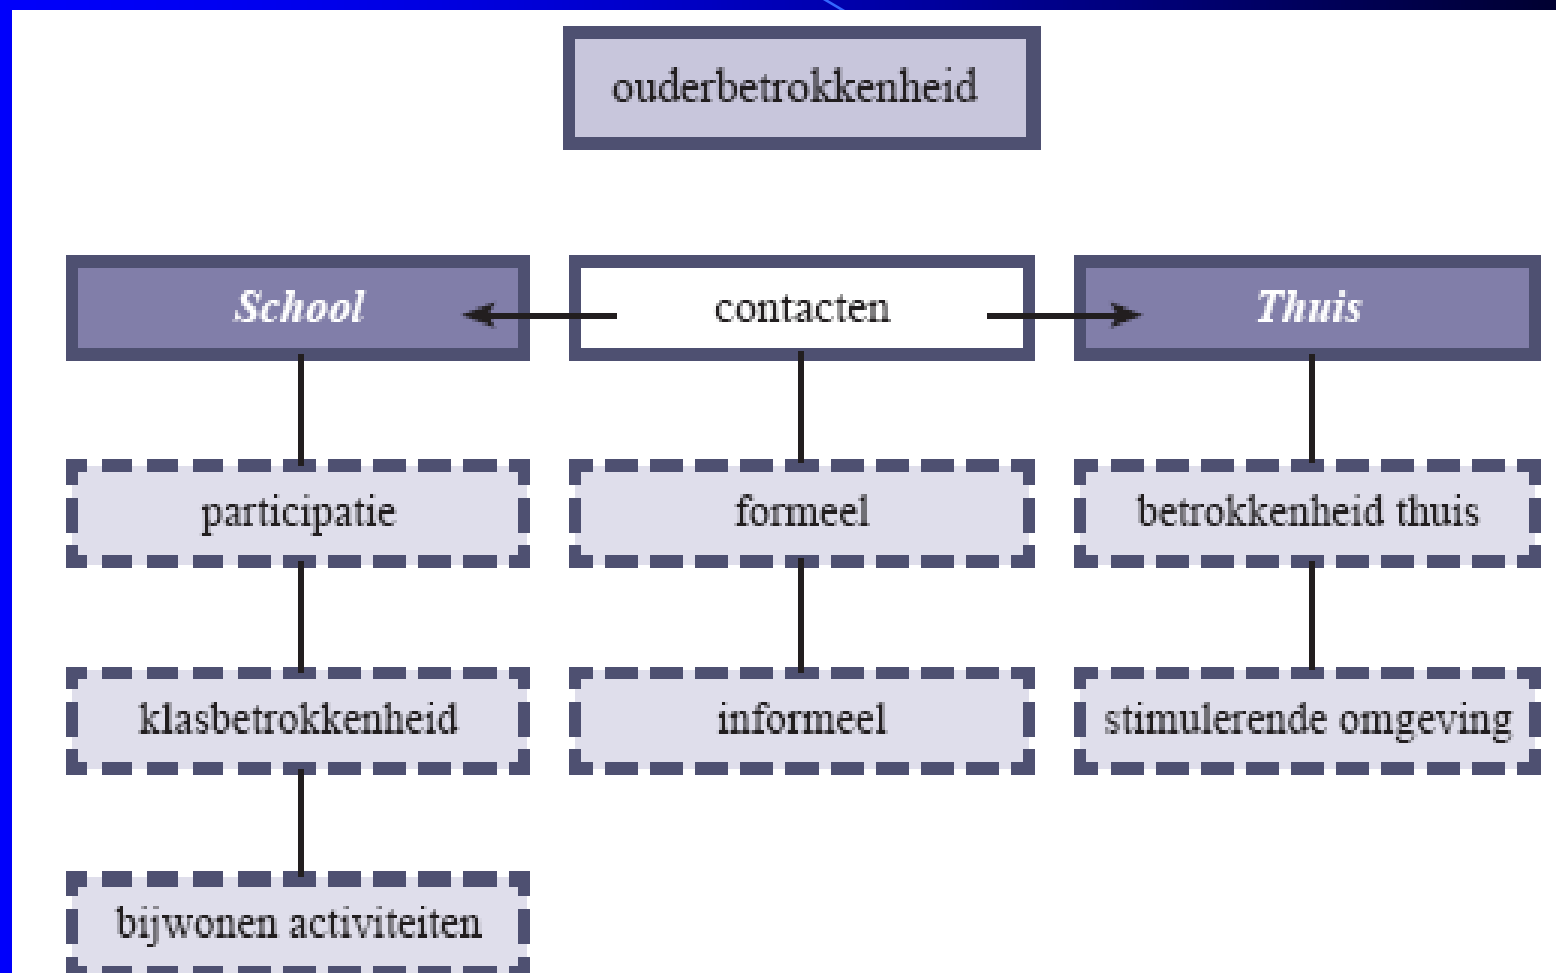 ouderbetrokkenheid
School
contacten
Thuis
participatie
formeel
betrokkenheid thuis
klasbetrokkenheid
informeel
stimulerende omgeving
bijwonen activiteiten